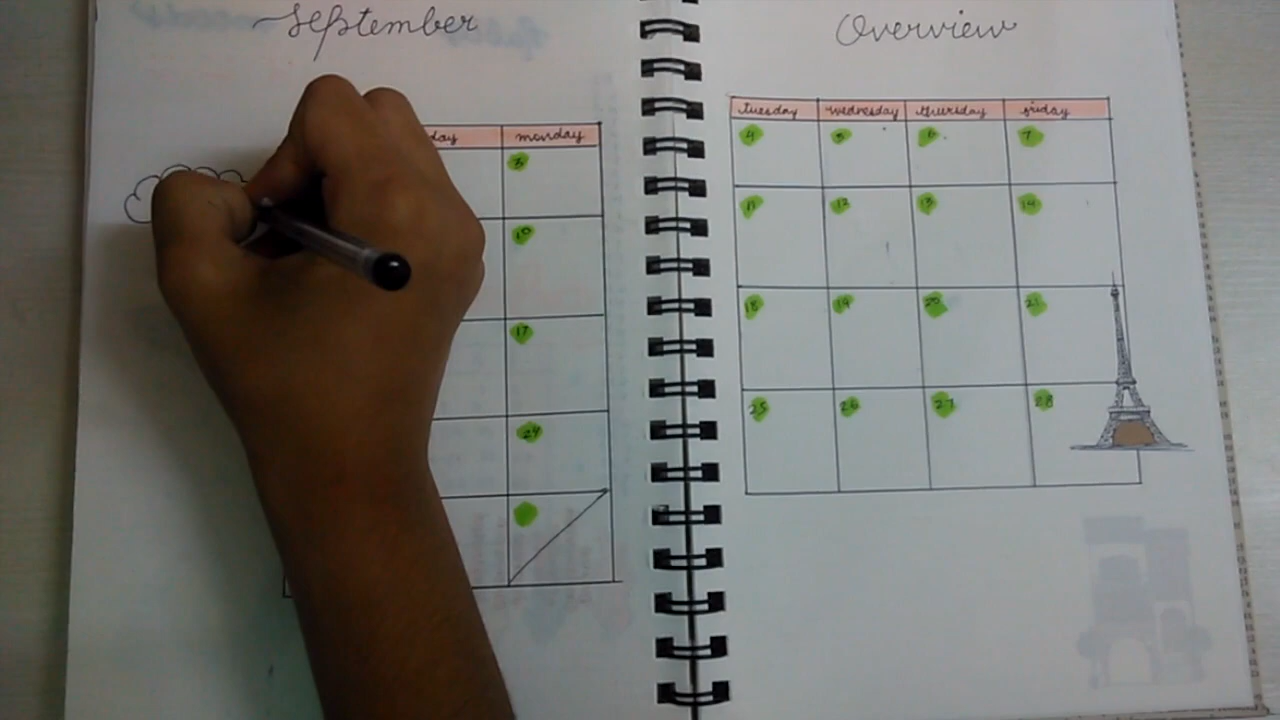 September
day monday
3
10
17
24
Overview
Tuesday wednesday thursday friday
4 5 6 7
11 12 13 14
18 19 20 21
25 26 27 28